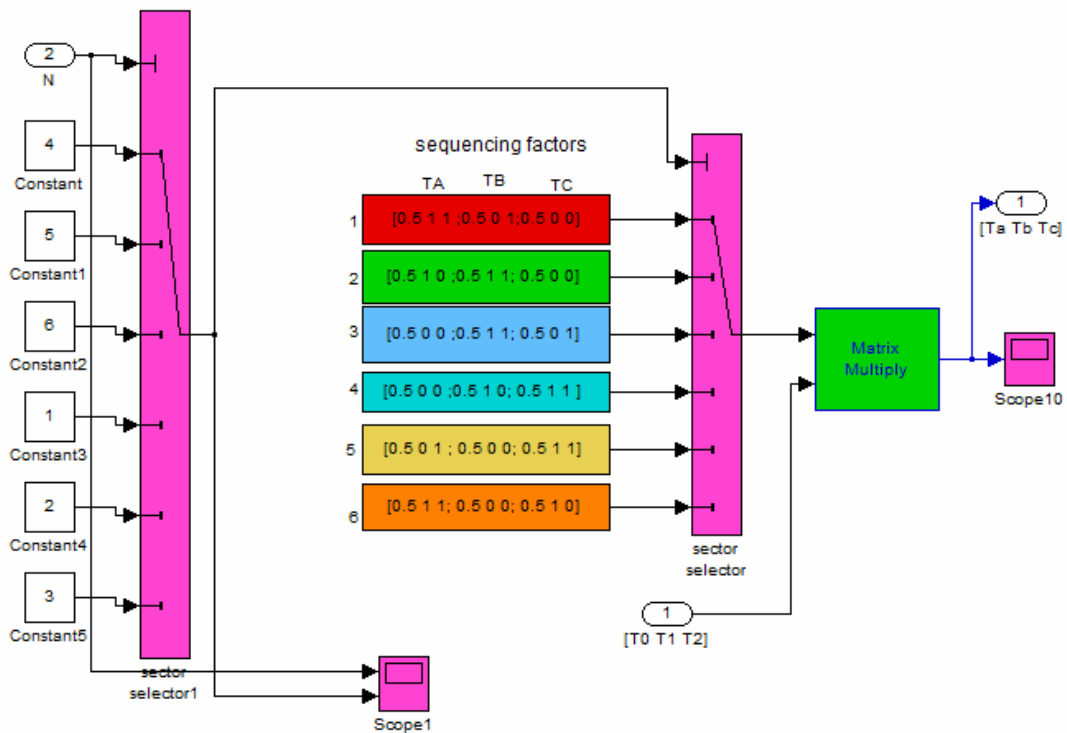 2
N
4
Constant
5
Constant1
6
Constant2
1
Constant3
2
Constant4
3
Constant5
sector
selector1
Scope1
sequencing factors
TA TB TC
1 [0.5 1 1 ;0.5 0 1;0.5 0 0]
2 [0.5 1 0 ;0.5 1 1; 0.5 0 0]
3 [0.5 0 0 ;0.5 1 1; 0.5 0 1]
4 [0.5 0 0 ;0.5 1 0; 0.5 1 1 ]
5 [0.5 0 1 ; 0.5 0 0; 0.5 1 1]
6 [0.5 1 1; 0.5 0 0; 0.5 1 0]
sector
selector
1
[T0 T1 T2]
Matrix
Multiply
1
[Ta Tb Tc]
Scope10